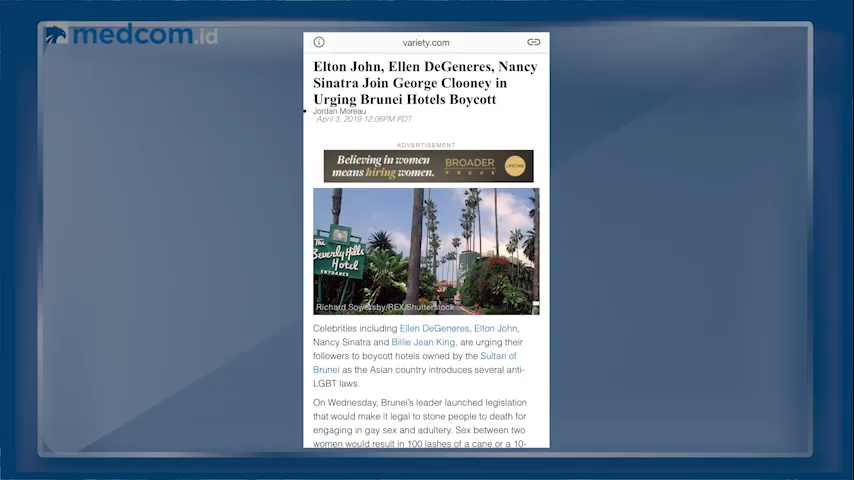 medcom.id
variety.com
Elton John, Ellen DeGeneres, Nancy
Sinatra Join George Clooney in
Urging Brunei Hotels Boycott
Jordan Moreau
April 3, 2019 12:06PM PDT
ADVERTISEMENT
Believing in women
means hiring women.
BROADER
FOCUS
LIFETIME
The
Beverly Hills
Hotel
ENTRANCE
Richard Sowersby/REX/Shutterstock
Celebrities including Ellen DeGeneres, Elton John,
Nancy Sinatra and Billie Jean King, are urging their
followers to boycott hotels owned by the Sultan of
Brunei as the Asian country introduces several anti-
LGBT laws.
On Wednesday, Brunei's leader launched legislation
that would make it legal to stone people to death for
engaging in gay sex and adultery. Sex between two
women would result in 100 lashes of a cane or a 10-